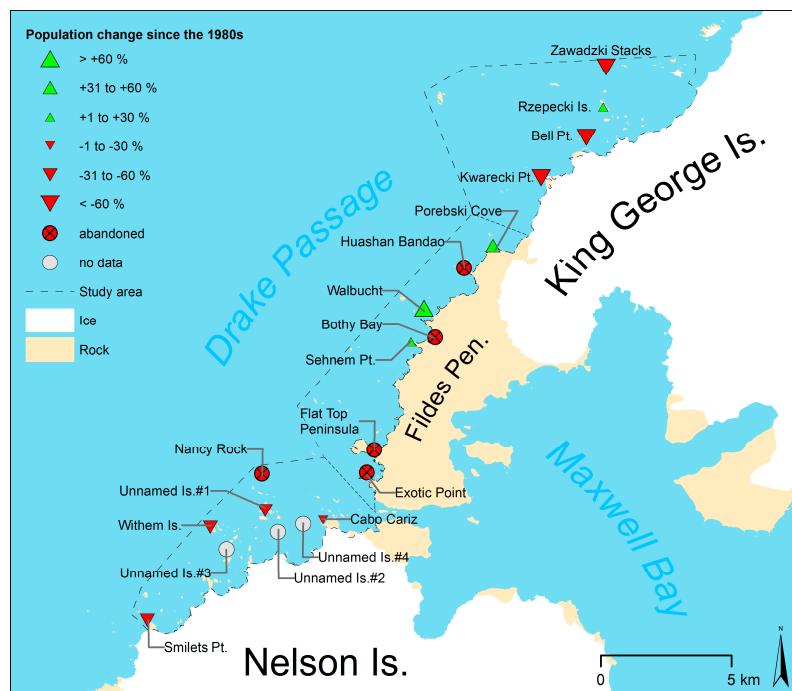 Population change since the 1980s
> +60 %
+31 to +60 %
+1 to +30 %
-1 to -30 %
-31 to -60 %
< -60 %
abandoned
no data
Study area
Ice
Rock
Zawadzki Stacks
Rzepecki Is.
Bell Pt.
Kwarecki Pt.
Porebski Cove
Huashan Bandao
Walbucht
Bothy Bay
Sehnem Pt.
Flat Top
Peninsula
Nancy Rock
Exotic Point
Unnamed Is.#1
Withem Is.
Cabo Cariz
Unnamed Is.#4
Unnamed Is.#3
Unnamed Is.#2
Smilets Pt.
Drake Passage
King George Is.
Fildes Pen.
Maxwell Bay
Nelson Is.
N
0 5 km